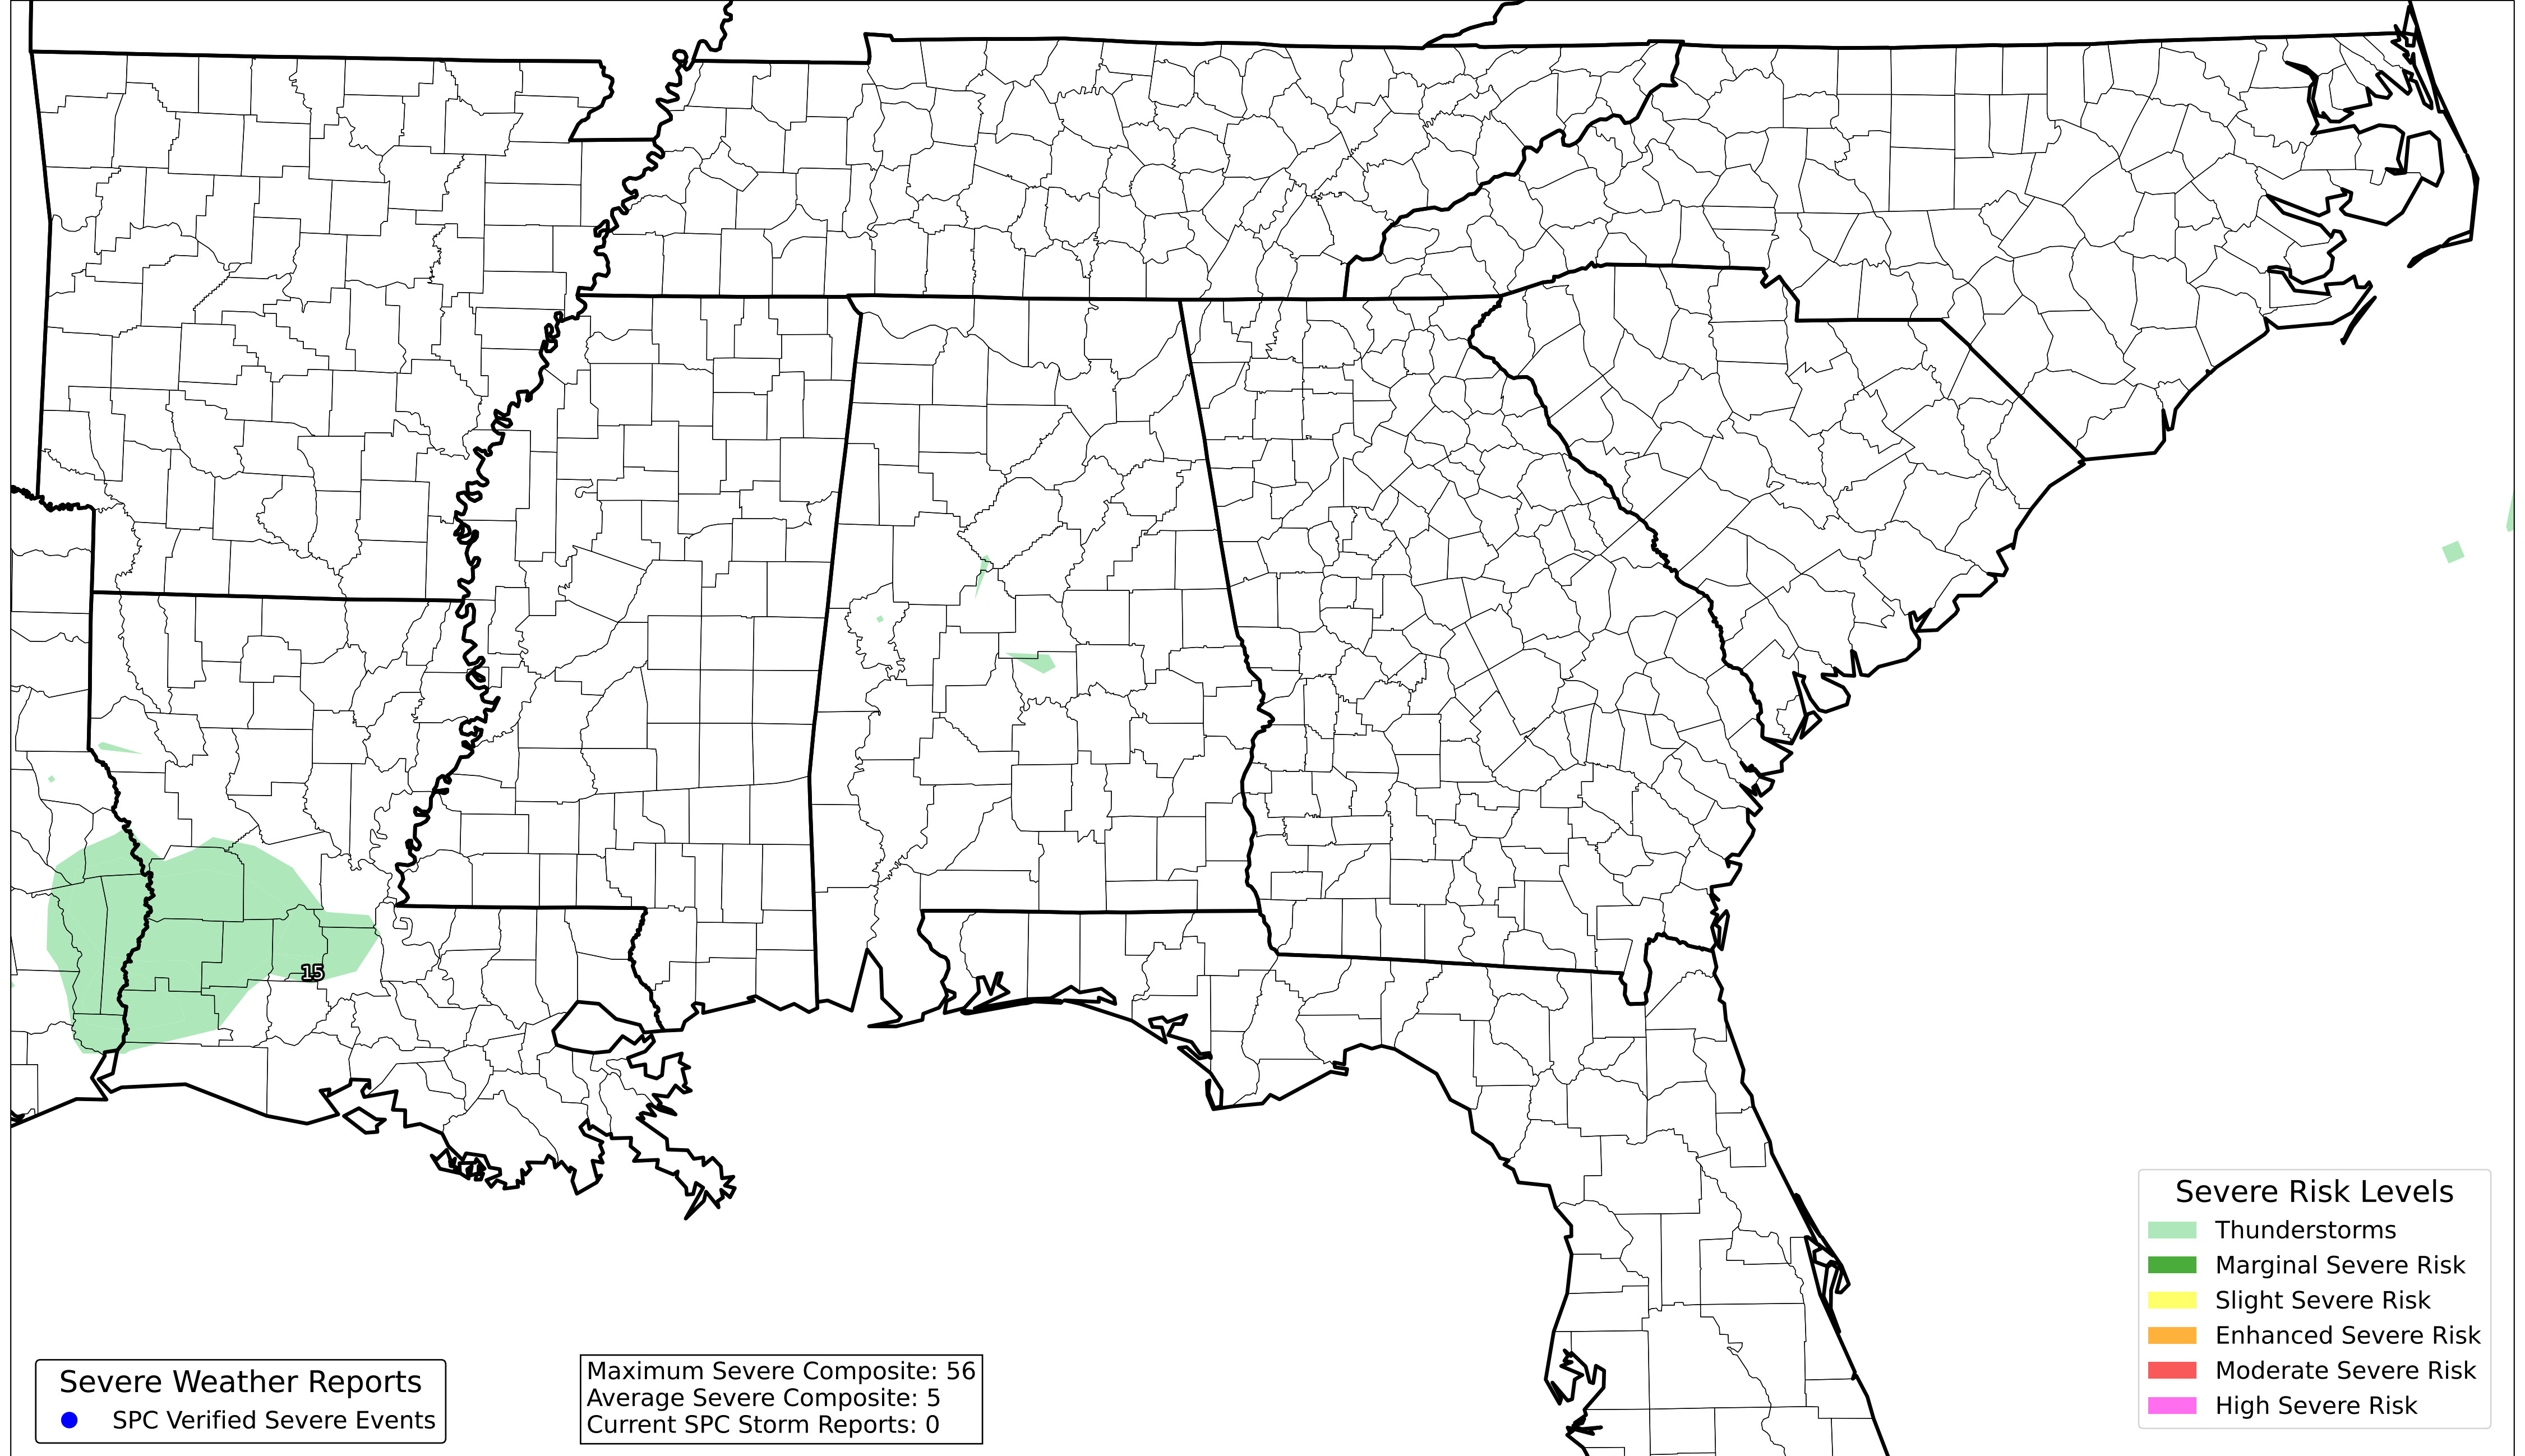 15
Severe Risk Levels
Thunderstorms
Marginal Severe Risk
Slight Severe Risk
Enhanced Severe Risk
Moderate Severe Risk
High Severe Risk
Severe Weather Reports
SPC Verified Severe Events
Maximum Severe Composite: 56
Average Severe Composite: 5
Current SPC Storm Reports: 0